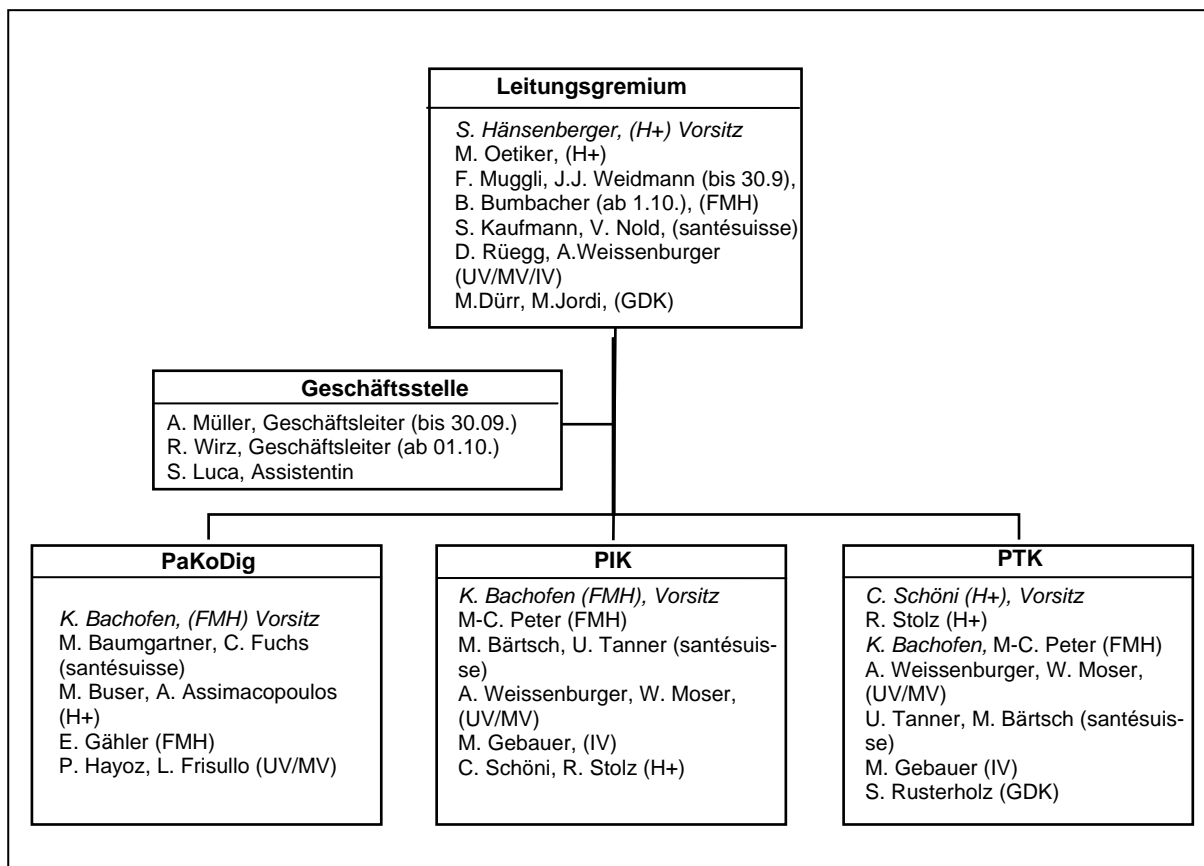 Leitungsgremium
S. Hänsenberger, (H+) Vorsitz
M. Oetiker, (H+)
F. Muggli, J.J. Weidmann (bis 30.9),
B. Bumbacher (ab 1.10.), (FMH)
S. Kaufmann, V. Nold, (santésuisse)
D. Rüegg, A.Weissenburger
(UV/MV/IV)
M.Dürr, M.Jordi, (GDK)
Geschäftsstelle
A. Müller, Geschäftsleiter (bis 30.09.)
R. Wirz, Geschäftsleiter (ab 01.10.)
S. Luca, Assistentin
PaKoDig
K. Bachofen, (FMH) Vorsitz
M. Baumgartner, C. Fuchs
(santésuisse)
M. Buser, A. Assimacopoulos
(H+)
E. Gähler (FMH)
P. Hayoz, L. Frisullo (UV/MV)
PIK
K. Bachofen (FMH), Vorsitz
M-C. Peter (FMH)
M. Bärtsch, U. Tanner (santésuis-
se)
A. Weissenburger, W. Moser,
(UV/MV)
M. Gebauer, (IV)
C. Schöni, R. Stolz (H+)
PTK
C. Schöni (H+), Vorsitz
R. Stolz (H+)
K. Bachofen, M-C. Peter (FMH)
A. Weissenburger, W. Moser,
(UV/MV)
U. Tanner, M. Bärtsch (santésuis-
se)
M. Gebauer (IV)
S. Rusterholz (GDK)